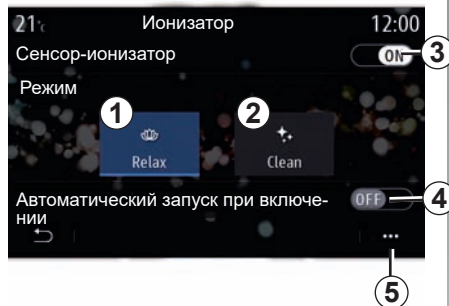 21°c Ионизатор 12:00
Сенсор-ионизатор ON 3
Режим
1 2
Relax Clean
Автоматический запуск при включе- OFF 4
нии
5